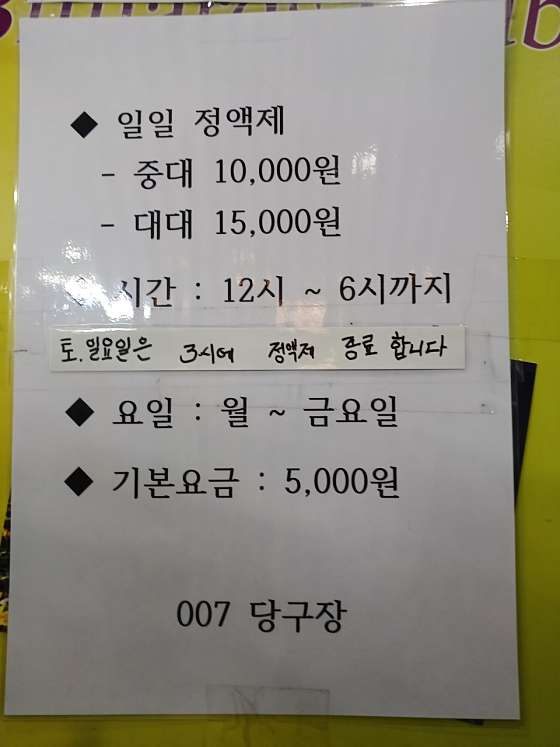 ◆ 일일 정액제
- 중대 10,000원
- 대대 15,000원
◆ 시간 : 12시 ~ 6시까지
토.일요일은 3시에 정액제 종료 합니다
◆ 요일 : 월 ~ 금요일
◆ 기본요금 : 5,000원
007 당구장